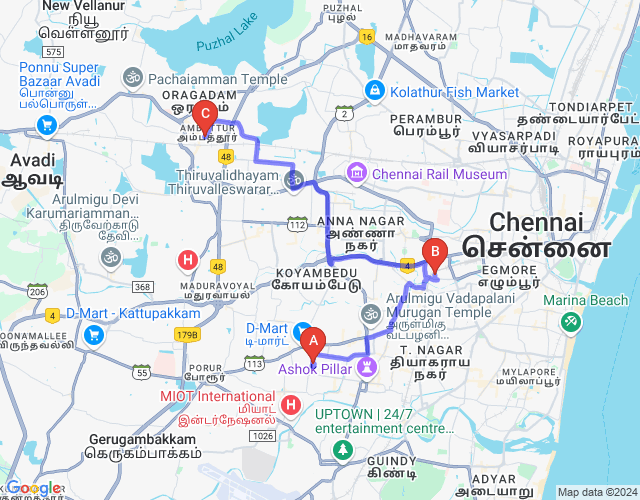 New Vellanur
நியூ
வெள்ளனூர்
PUZHAL
புழல்
Puzhal Lake
MADHAVARAM
மாதவரம்
16
575
Ponnu Super
Bazaar Avadi
பொன்னு
பல்பொருள்...
Pachaiamman Temple
ORAGADAM
C
AMBATTUR
அம்பத்தூர்
Kolathur Fish Market
2
PERAMBUR
பெரம்பூர்
TONDIARPET
தண்டையார்பேட்
VYASARPADI
வியாசர்பாடி
ROYAPURA
ராயபுரம்
Avadi
ஆவடி
48
Thiruvalidhayam
Thiruvalleswarar...
Chennai Rail Museum
Arulmigu Devi
Karumariamman...
திருவேற்காடு
தேவி...
48
112
ANNA NAGAR
அண்ணா
நகர்
Chennai
சென்னை
B
4
EGMORE
எழும்பூர்
H
368
206
MADURAVOYAL
மதுரவாயல்
KOYAMBEDU
கோயம்பேடு
4
D-Mart - Kattupakkam
POONAMALLEE
179B
Arulmigu Vadapalani
Murugan Temple
அருள்மிகு
வடபழனி...
Marina Beach
D-Mart
டி-மார்ட்
A
Ashok Pillar
T. NAGAR
தியாகராய
நகர்
MYLAPORE
மயிலாப்பூர்
PORUR
போரூர்
113
55
MIOT International
மியாட்
இன்டர்நேஷனல்
H
UPTOWN | 24/7
entertainment centre...
Gerugambakkam
கெருகம்பாக்கம்
1026
GUINDY
கிண்டி
ADYAR
அடையாறு
Google
Map data ©2024